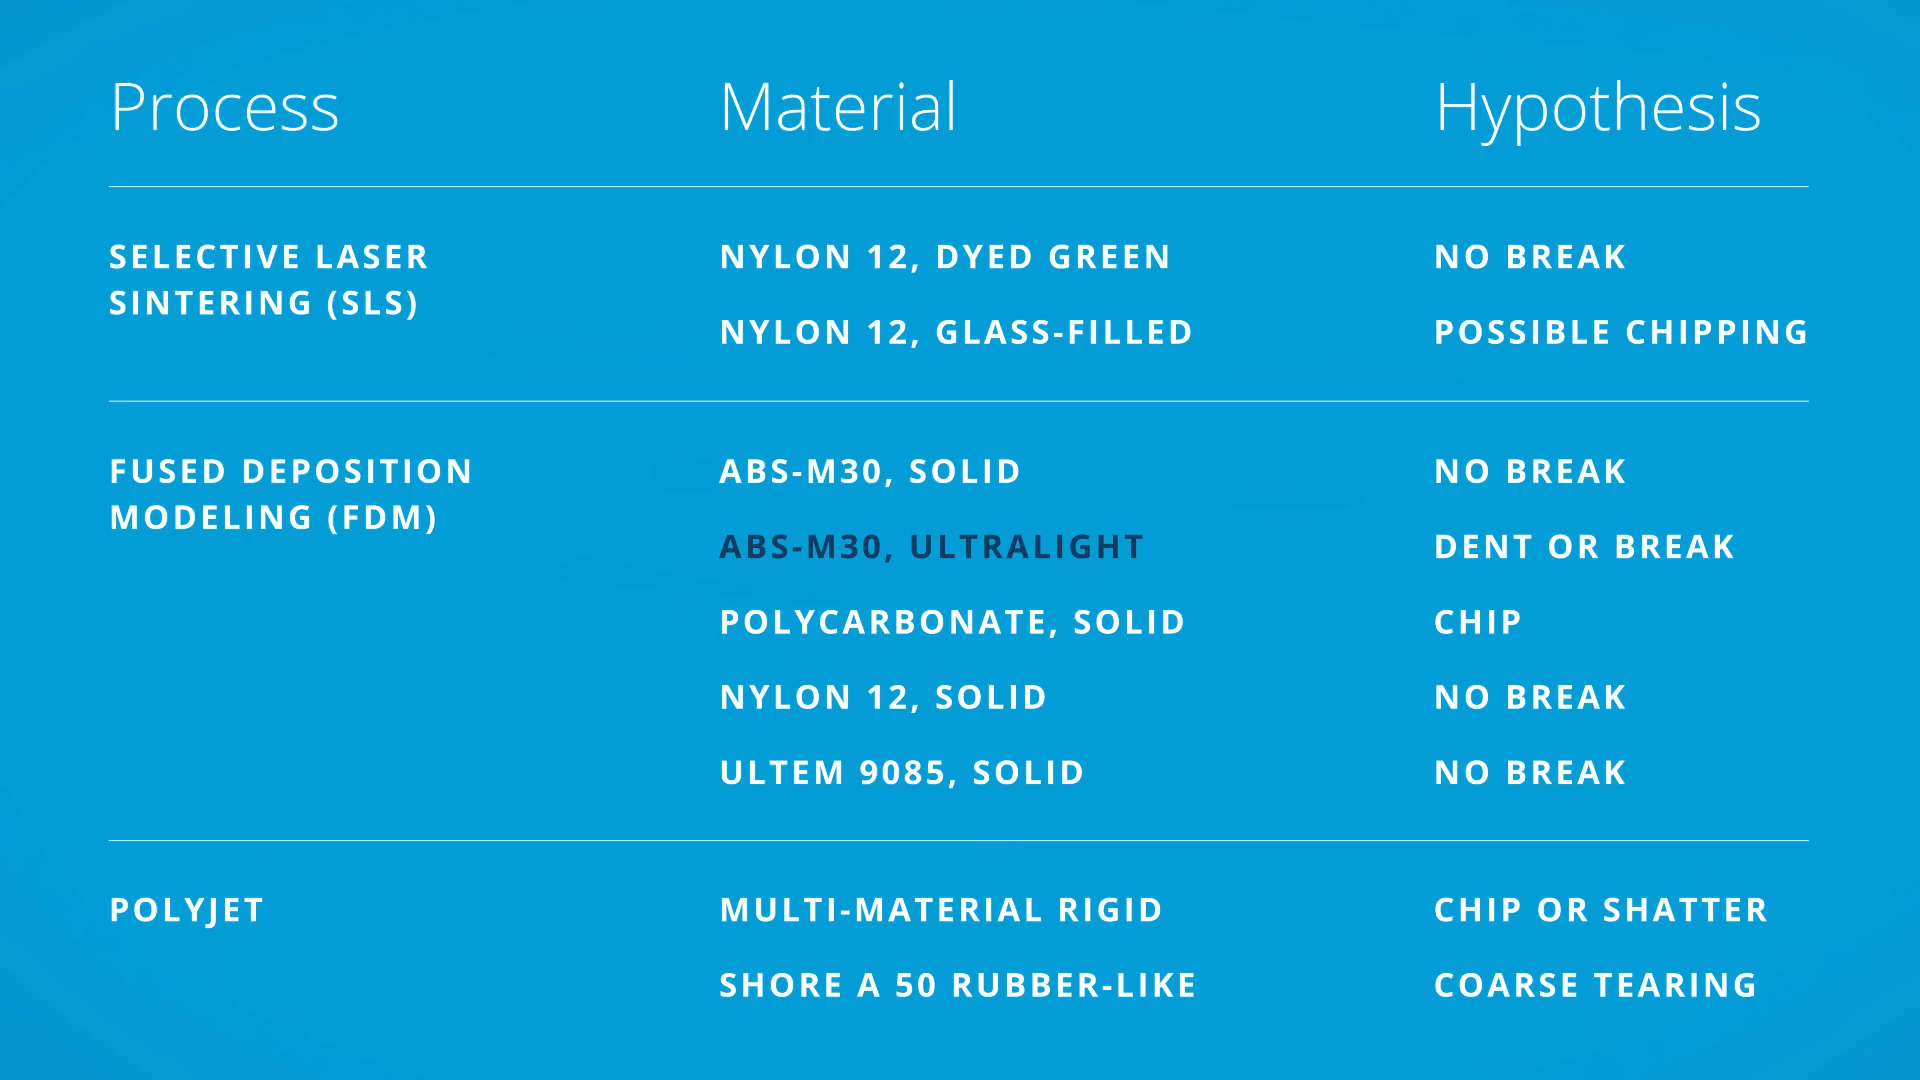 Process Material Hypothesis
SELECTIVE LASER NYLON 12, DYED GREEN NO BREAK
SINTERING (SLS)
NYLON 12, GLASS-FILLED POSSIBLE CHIPPING
FUSED DEPOSITION ABS-M30, SOLID NO BREAK
MODELING (FDM)
ABS-M30, ULTRALIGHT DENT OR BREAK
POLYCARBONATE, SOLID CHIP
NYLON 12, SOLID NO BREAK
ULTEM 9085, SOLID NO BREAK
POLYJET MULTI-MATERIAL RIGID CHIP OR SHATTER
SHORE A 50 RUBBER-LIKE COARSE TEARING